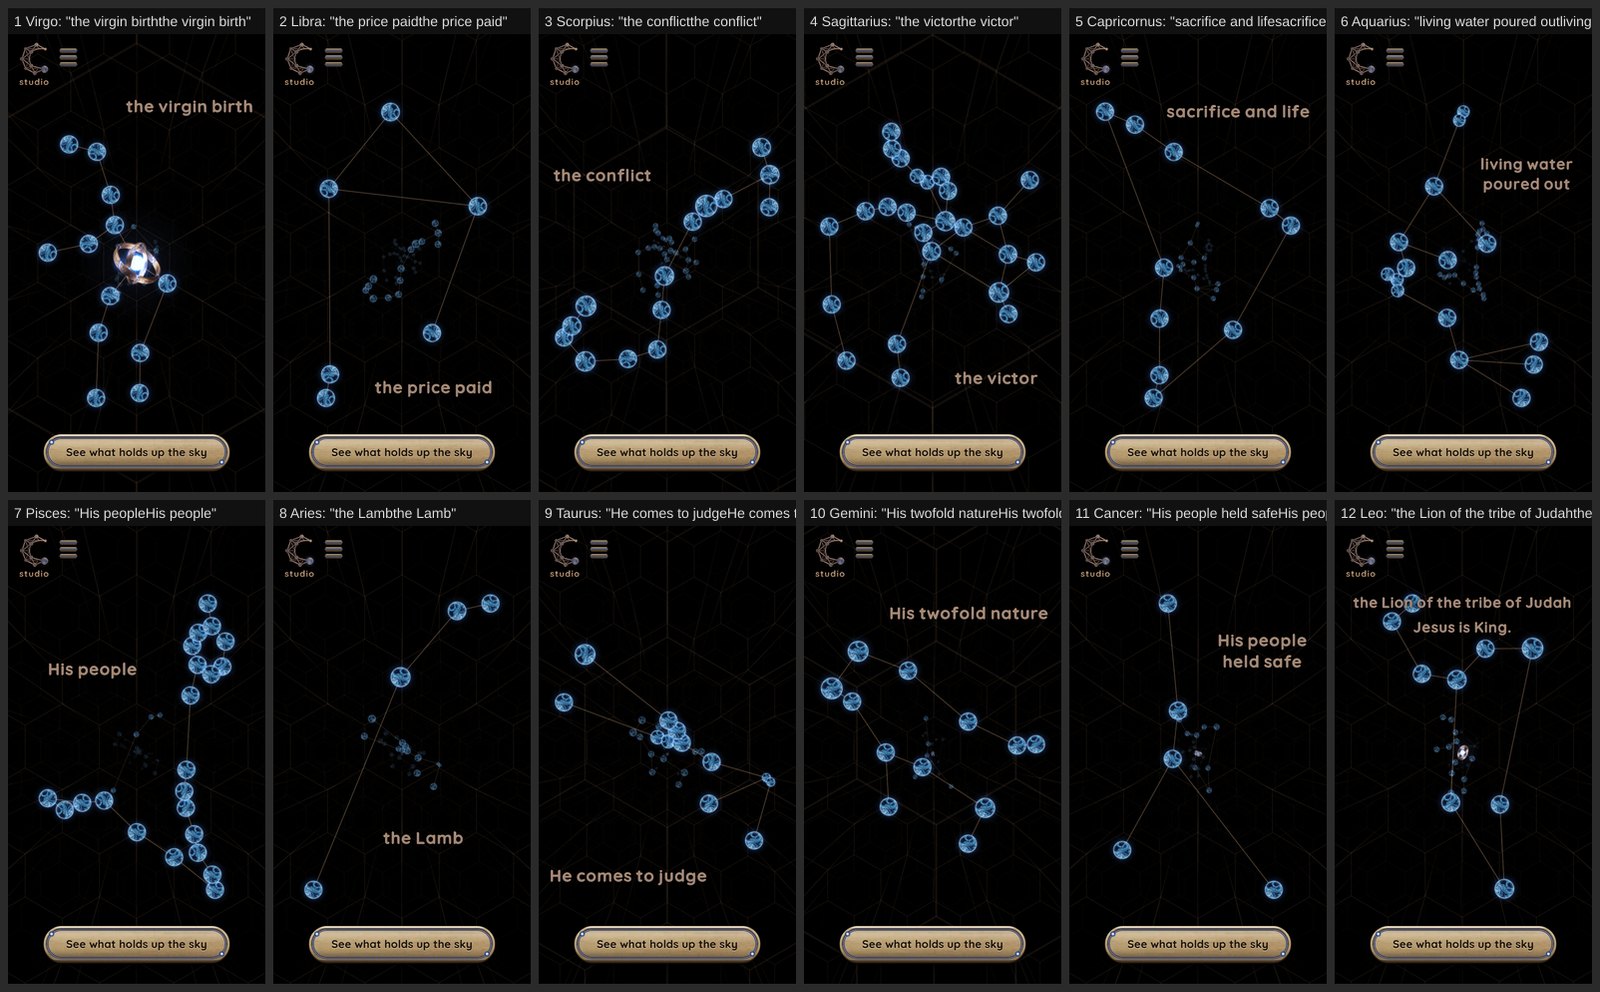 1 Virgo: "the virgin birththe virgin birth"
studio
the virgin birth
See what holds up the sky
2 Libra: "the price paidthe price paid"
studio
the price paid
See what holds up the sky
3 Scorpius: "the conflictthe conflict"
studio
the conflict
See what holds up the sky
4 Sagittarius: "the victorthe victor"
studio
the victor
See what holds up the sky
5 Capricornus: "sacrifice and lifesacrifice
studio
sacrifice and life
See what holds up the sky
6 Aquarius: "living water poured outliving
studio
living water
poured out
See what holds up the sky
7 Pisces: "His peopleHis people"
studio
His people
See what holds up the sky
8 Aries: "the Lambthe Lamb"
studio
the Lamb
See what holds up the sky
9 Taurus: "He comes to judgeHe comes t
studio
He comes to judge
See what holds up the sky
10 Gemini: "His twofold natureHis twofold
studio
His twofold nature
See what holds up the sky
11 Cancer: "His people held safeHis peop
studio
His people
held safe
See what holds up the sky
12 Leo: "the Lion of the tribe of Judahthe
studio
the Lion of the tribe of Judah
Jesus is King.
See what holds up the sky